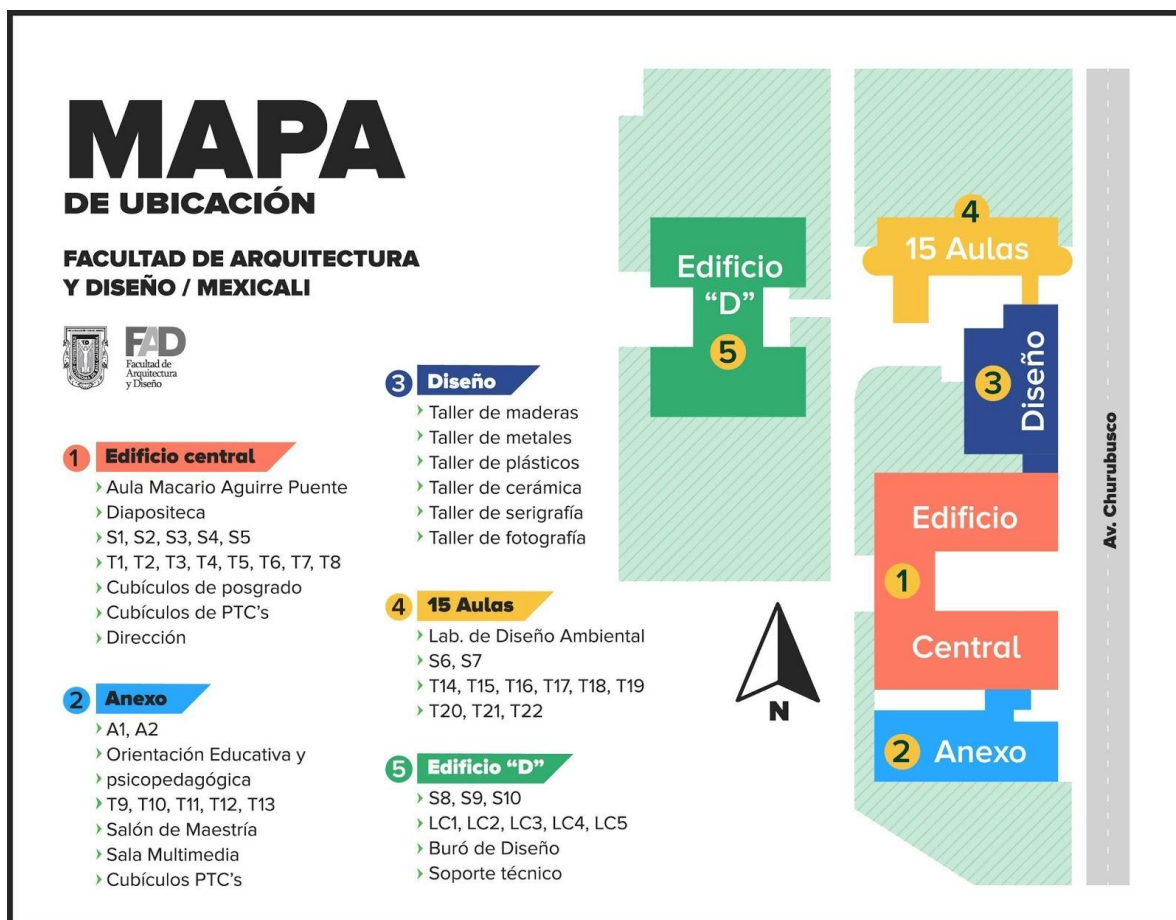 MAPA
DE UBICACIÓN
FACULTAD DE ARQUITECTURA
Y DISEÑO / MEXICALI
FAD
Facultad de
Arquitectura
y Diseño
1 Edificio central
Aula Macario Aguirre Puente
Diapositeca
S1, S2, S3, S4, S5
T1, T2, T3, T4, T5, T6, T7, T8
Cubículos de posgrado
Cubículos de PTC’s
Dirección
2 Anexo
A1, A2
Orientación Educativa y
psicopedagógica
T9, T10, T11, T12, T13
Salón de Maestría
Sala Multimedia
Cubículos PTC’s
3 Diseño
Taller de maderas
Taller de metales
Taller de plásticos
Taller de cerámica
Taller de serigrafía
Taller de fotografía
4 15 Aulas
Lab. de Diseño Ambiental
S6, S7
T14, T15, T16, T17, T18, T19
T20, T21, T22
5 Edificio “D”
S8, S9, S10
LC1, LC2, LC3, LC4, LC5
Buró de Diseño
Soporte técnico
Edificio
“D”
5
4
15 Aulas
3
Diseño
Edificio
1
Central
2 Anexo
N
Av. Churubusco